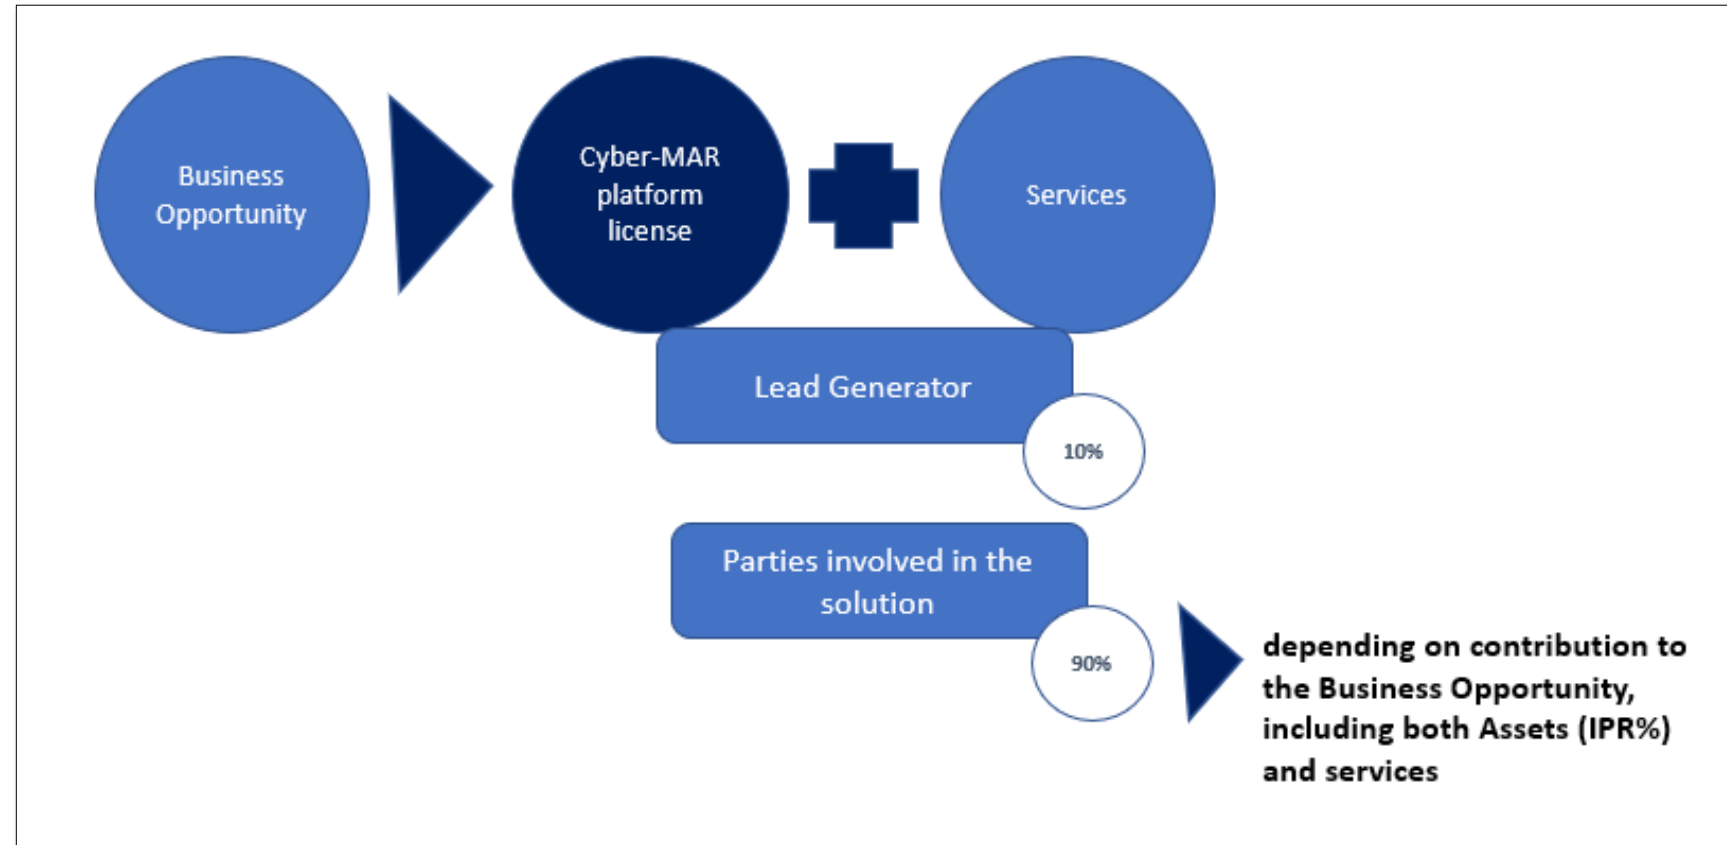 Business
Opportunity
Cyber-MAR
platform
license
Services
Lead Generator
10%
Parties involved in the
solution
90%
depending on contribution to
the Business Opportunity,
including both Assets (IPR%)
and services